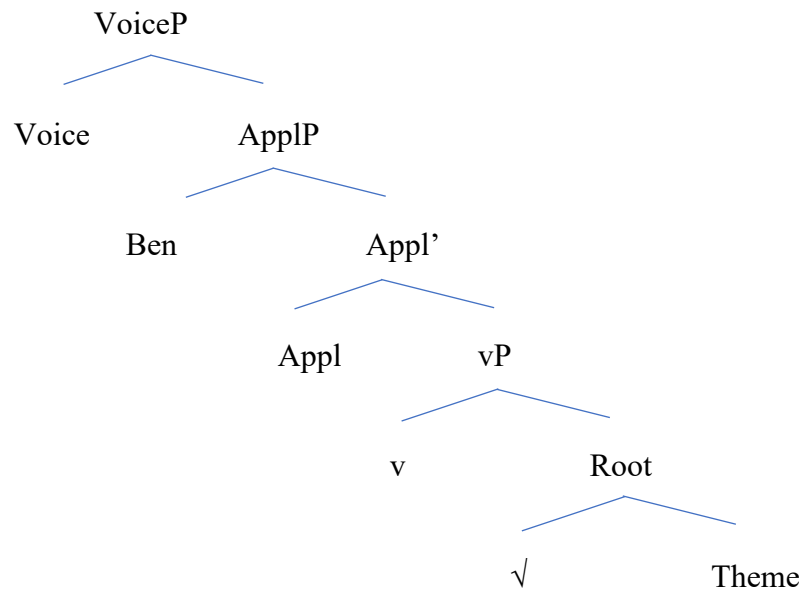 VoiceP
Voice ApplP
Ben Appl’
Appl vP
v Root
√ Theme